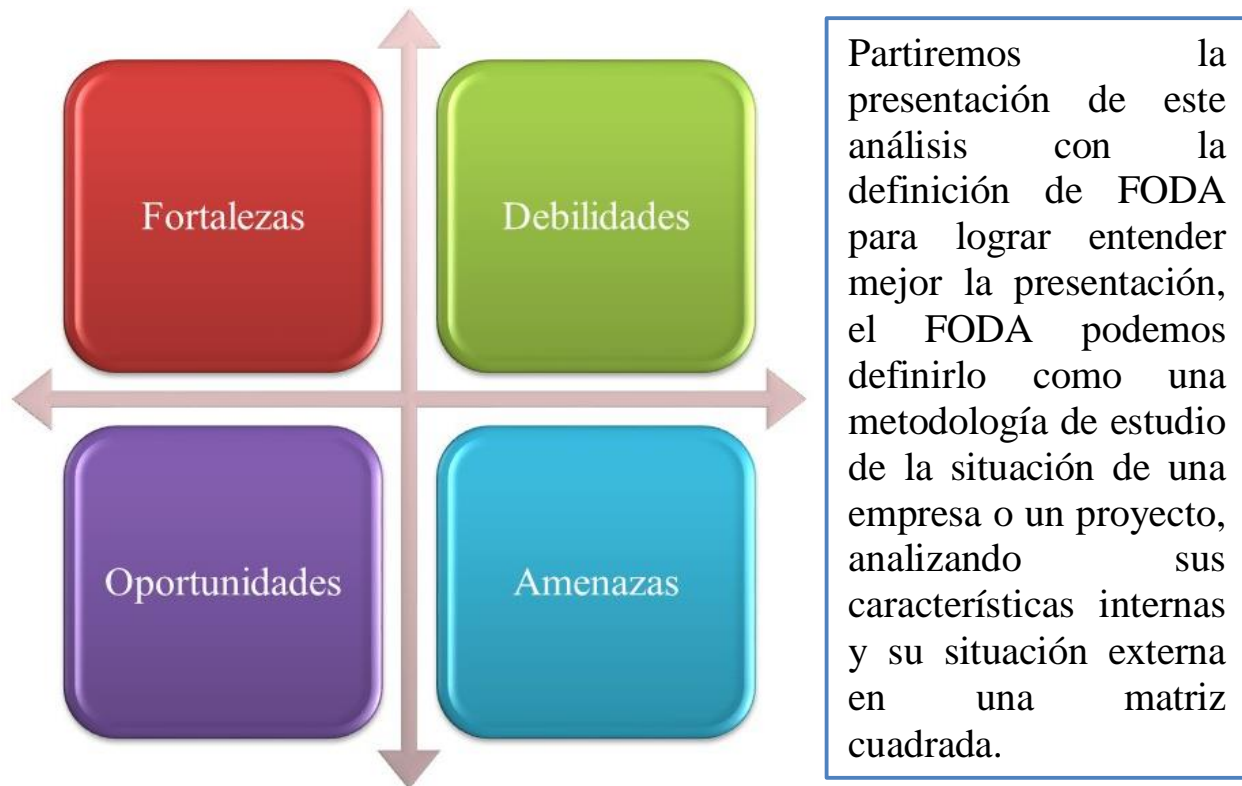 Fortalezas
Debilidades
Oportunidades
Amenazas
Partiremos la
presentación de este
análisis con la
definición de FODA
para lograr entender
mejor la presentación,
el FODA podemos
definirlo como una
metodología de estudio
de la situación de una
empresa o un proyecto,
analizando sus
características internas
y su situación externa
en una matriz
cuadrada.